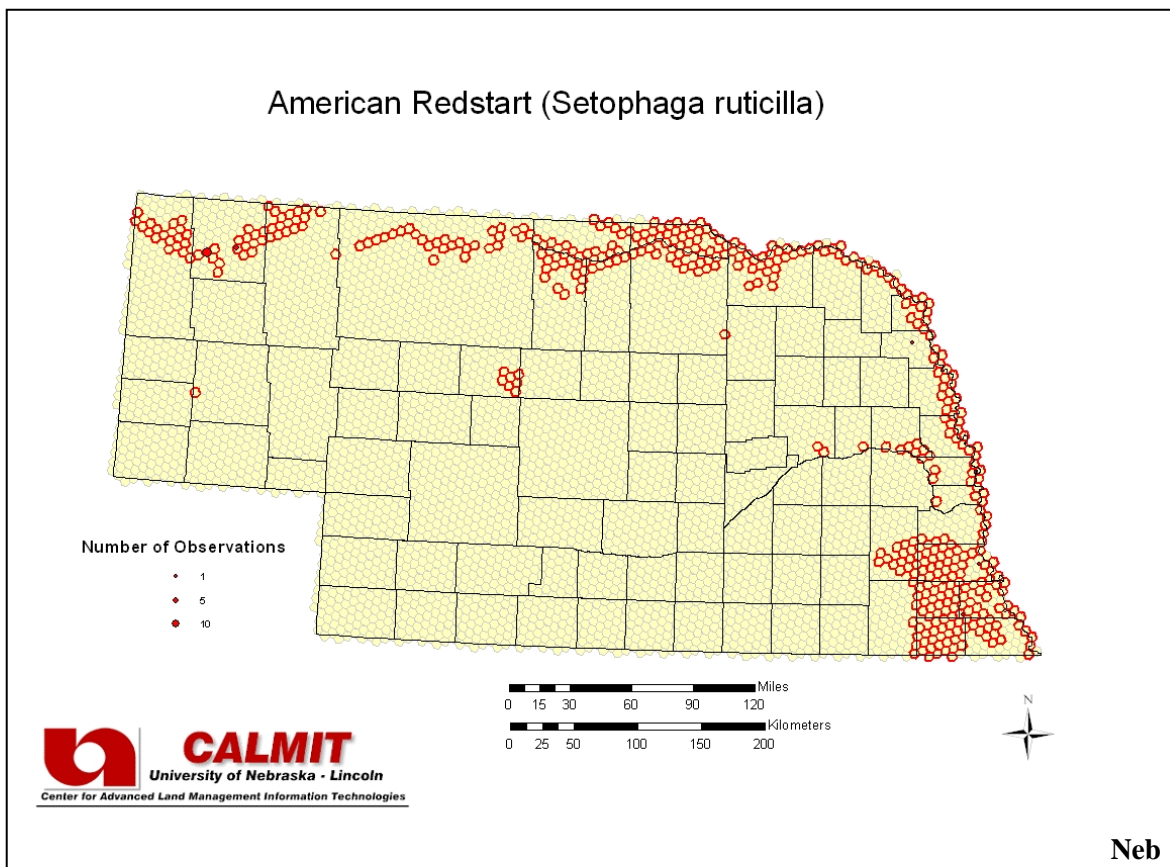 American Redstart (Setophaga ruticilla)
Number of Observations
1
5
10
Miles
0 15 30 60 90 120
Kilometers
0 25 50 100 150 200
N
CALMIT
University of Nebraska - Lincoln
Center for Advanced Land Management Information Technologies
Neb